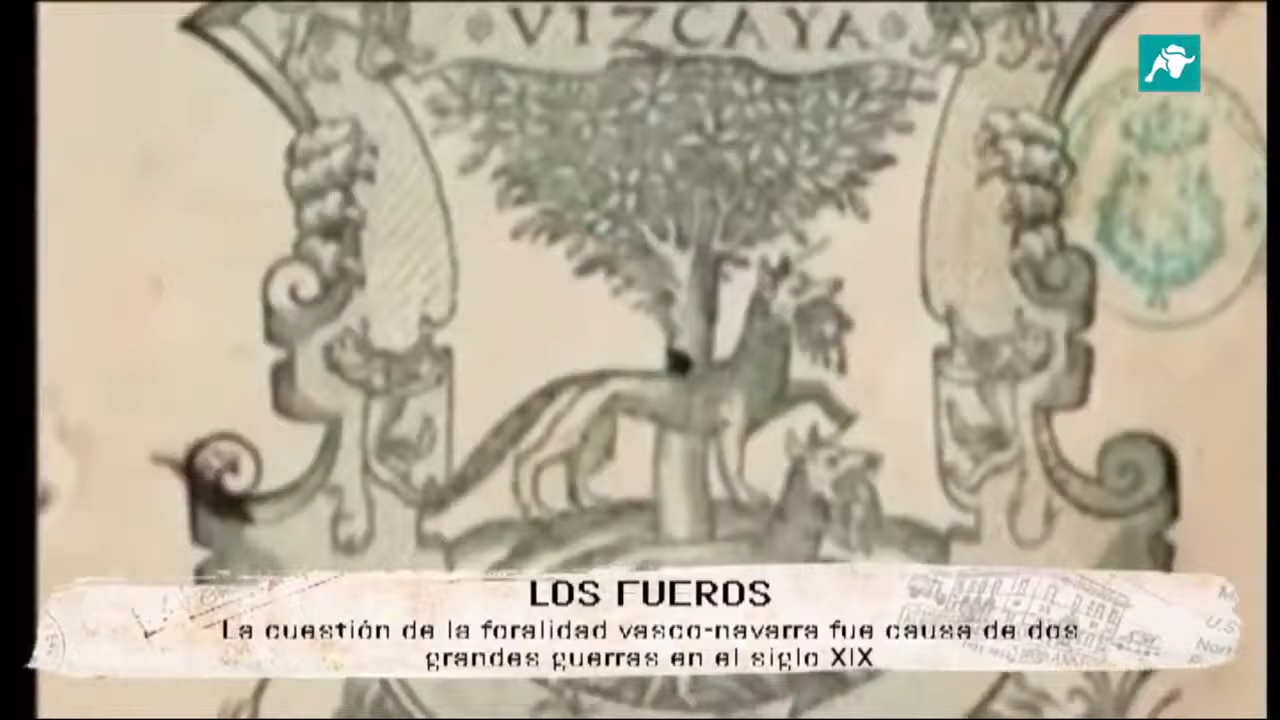 VIZCAYA
LOS FUEROS
La cuestión de la foralidad vasco-navarra fue causa de dos
grandes guerras en el siglo XIX
U.S